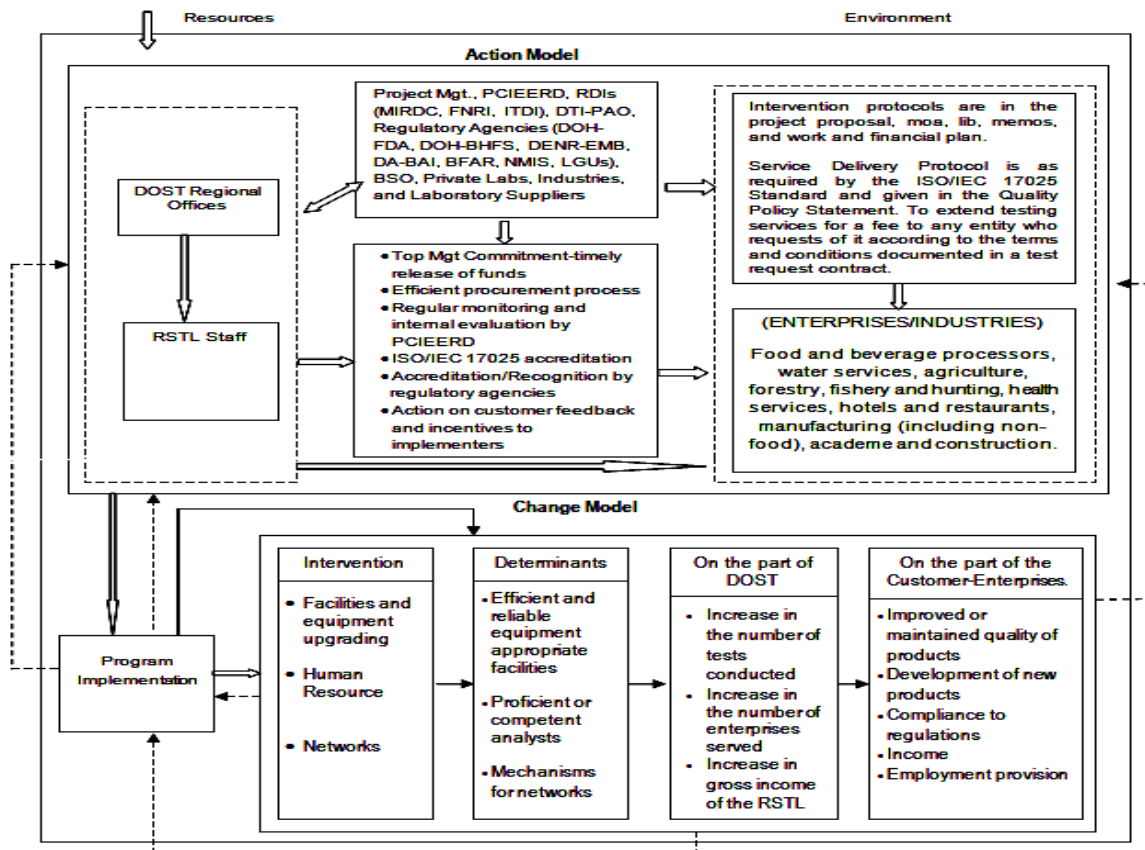 Resources
Environment
Action Model
DOST Regional
Offices
RSTL Staff
Project Mgt., PCIEERD, RDIs
(MIRDC, FNRI, ITDI), DTI-PAO,
Regulatory Agencies (DOH-
FDA, DOH-BHFS, DENR-EMB,
DA-BAI, BFAR, NMIS, LGUs),
BSO, Private Labs, Industries,
and Laboratory Suppliers
• Top Mgt Commitment-timely
release of funds
• Efficient procurement process
• Regular monitoring and
internal evaluation by
PCIEERD
• ISO/IEC 17025 accreditation
• Accreditation/Recognition by
regulatory agencies
• Action on customer feedback
and incentives to
implementers
Intervention protocols are in the
project proposal, moa, lib, memos,
and work and financial plan.
Service Delivery Protocol is as
required by the ISO/IEC 17025
Standard and given in the Quality
Policy Statement. To extend testing
services for a fee to any entity who
requests of it according to the terms
and conditions documented in a test
request contract.
(ENTERPRISES/INDUSTRIES)
Food and beverage processors,
water services, agriculture,
forestry, fishery and hunting, health
services, hotels and restaurants,
manufacturing (including non-
food), academe and construction.
Change Model
Program
Implementation
Intervention
• Facilities and
equipment
upgrading
• Human
Resource
• Networks
Determinants
• Efficient and
reliable
equipment
appropriate
facilities
• Proficient or
competent
analysts
• Mechanisms
for networks
On the part of
DOST
• Increase in
the number of
tests
conducted
• Increase in
the number of
enterprises
served
• Increase in
gross income
of the RSTL
On the part of the
Customer-Enterprises.
• Improved or
maintained quality of
products
• Development of new
products
• Compliance to
regulations
• Income
• Employment provision